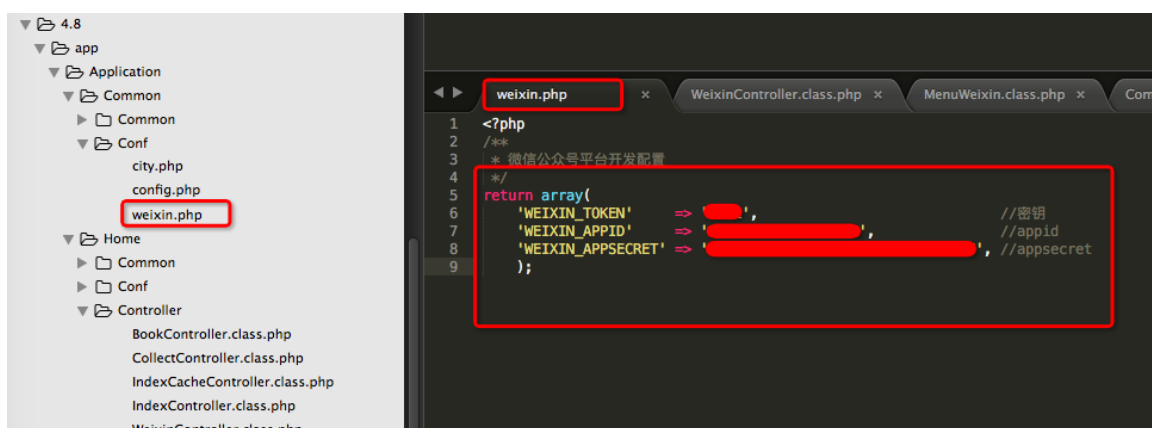 4.8
app
Application
Common
Common
Conf
city.php
config.php
weixin.php
Home
Common
Conf
Controller
BookController.class.php
CollectController.class.php
IndexCacheController.class.php
IndexController.class.php
weixin.php × WeixinController.class.php × MenuWeixin.class.php × Com
1 <?php
2 /**
3 * 微信公众号平台开发配置
4 */
5 return array(
6 'WEIXIN_TOKEN' => '', //密钥
7 'WEIXIN_APPID' => '', //appid
8 'WEIXIN_APPSECRET' => '', //appsecret
9 );